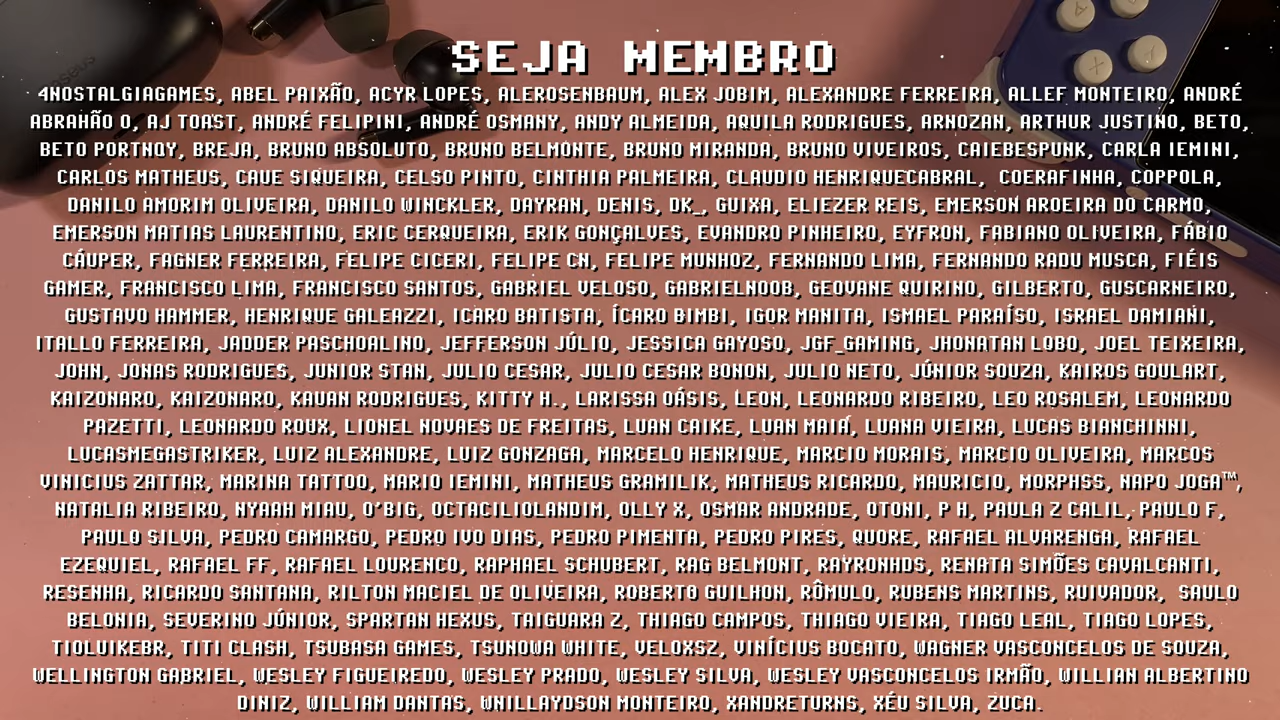 SEJA MEMBRO
4NOSTALGIAGAMES, ABEL PAIXÃO, ACYR LOPES, ALEROSENBAUM, ALEX JOBIM, ALEXANDRE FERREIRA, ALLEF MONTEIRO, ANDRÉ
ABRAHÃO O, AJ TOAST, ANDRÉ FELIPINI, ANDRÉ OSMANY, ANDY ALMEIDA, AQUILA RODRIGUES, ARNOZAN, ARTHUR JUSTINO, BETO,
BETO PORTNOY, BREJA, BRUNO ABSOLUTO, BRUNO BELMONTE, BRUNO MIRANDA, BRUNO VIVEIROS, CAIEBESPUNK, CARLA IEMINI,
CARLOS MATHEUS, CAUE SIQUEIRA, CELSO PINTO, CINTHIA PALMEIRA, CLAUDIO HENRIQUECABRAL, COERAFINHA, COPPOLA,
DANILO AMORIM OLIVEIRA, DANILO WINCKLER, DAYRAN, DENIS, DK_, GUIXA, ELIEZER REIS, EMERSON AROEIRA DO CARMO,
EMERSON MATIAS LAURENTINO, ERIC CERQUEIRA, ERIK GONÇALVES, EVANDRO PINHEIRO, EYFRON, FABIANO OLIVEIRA, FÁBIO
CÁUPER, FAGNER FERREIRA, FELIPE CICERI, FELIPE CN, FELIPE MUNHOZ, FERNANDO LIMA, FERNANDO RADU MUSCA, FIÉIS
GAMER, FRANCISCO LIMA, FRANCISCO SANTOS, GABRIEL VELOSO, GABRIELNOOB, GEOVANE QUIRINO, GILBERTO, GUSCARNEIRO,
GUSTAVO HAMMER, HENRIQUE GALEAZZI, ICARO BATISTA, ÍCARO BIMBI, IGOR MANITA, ISMAEL PARAÍSO, ISRAEL DAMIANI,
ITALLO FERREIRA, JADDER PASCHOALINO, JEFFERSON JÚLIO, JESSICA GAYOSO, JGF_GAMING, JHONATAN LOBO, JOEL TEIXEIRA,
JOHN, JONAS RODRIGUES, JUNIOR STAN, JULIO CESAR, JULIO CESAR BONON, JULIO NETO, JÚNIOR SOUZA, KAIROS GOULART,
KAIZONARO, KAIZONARO, KAUAN RODRIGUES, KITTY H., LARISSA OÁSIS, LEON, LEONARDO RIBEIRO, LEO ROSALEM, LEONARDO
PAZETTI, LEONARDO ROUX, LIONEL NOVAES DE FREITAS, LUAN CAIKE, LUAN MAIA, LUANA VIEIRA, LUCAS BIANCHINNI,
LUCASMEGASTRIKER, LUIZ ALEXANDRE, LUIZ GONZAGA, MARCELO HENRIQUE, MARCIO MORAIS, MARCIO OLIVEIRA, MARCOS
VINICIUS ZATTAR, MARINA TATTOO, MARIO IEMINI, MATHEUS GRAMILIK, MATHEUS RICARDO, MAURICIO, MORPHSS, NAPO JOGA™,
NATALIA RIBEIRO, NYAAH MIAU, O'BIG, OCTACILIOLANDIM, OLLY X, OSMAR ANDRADE, OTONI, P H, PAULA Z CALIL, PAULO F,
PAULO SILVA, PEDRO CAMARGO, PEDRO IVO DIAS, PEDRO PIMENTA, PEDRO PIRES, QUORE, RAFAEL ALVARENGA, RAFAEL
EZEQUIEL, RAFAEL FF, RAFAEL LOURENCO, RAPHAEL SCHUBERT, RAG BELMONT, RAYRONHDS, RENATA SIMÕES CAVALCANTI,
RESENHA, RICARDO SANTANA, RILTON MACIEL DE OLIVEIRA, ROBERTO GUILHON, RÔMULO, RUBENS MARTINS, RUIVADOR, SAULO
BELONIA, SEVERINO JÚNIOR, SPARTAN HEXUS, TAIGUARA Z, THIAGO CAMPOS, THIAGO VIEIRA, TIAGO LEAL, TIAGO LOPES,
TIOLUIKEBR, TITI CLASH, TSUBASA GAMES, TSUNOWA WHITE, VELOXSZ, VINÍCIUS BOCATO, WAGNER VASCONCELOS DE SOUZA,
WELLINGTON GABRIEL, WESLEY FIGUEIREDO, WESLEY PRADO, WESLEY SILVA, WESLEY VASCONCELOS IRMÃO, WILLIAN ALBERTINO
DINIZ, WILLIAM DANTAS, WNILLAYDSON MONTEIRO, XANDRETURNS, XÉU SILVA, ZUCA.